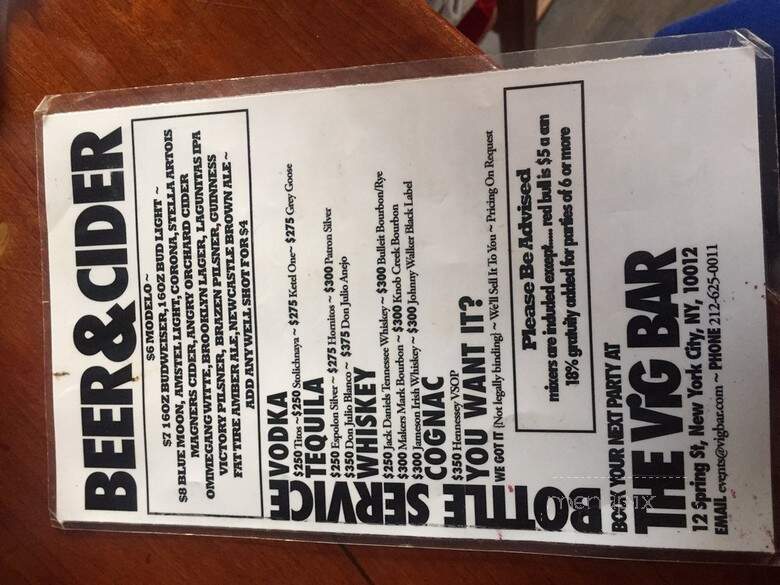 BEER&CIDER
$6 MODELO ~
$7 16OZ BUDWEISER, 16OZ BUD LIGHT ~
$8 BLUE MOON, AMSTEL LIGHT, CORONA, STELLA ARTOIS
MAGNERS CIDER, ANGRY ORCHARD CIDER
OMMEGANG WITTE, BROOKLYN LAGER, LAGUNITAS IPA
VICTORY PILSNER, BRAZEN PILSNER, GUINNESS
FAT TIRE AMBER ALE, NEWCASTLE BROWN ALE ~
ADD ANY WELL SHOT FOR $4
BOTTLE SERVICE
VODKA
$250 Titos ~ $250 Stolichnaya ~ $275 Ketel One~ $275 Grey Goose
TEQUILA
$250 Espolon Silver ~ $275 Hornitos ~ $300 Patron Silver
$350 Don Julio Blanco ~ $375 Don Julio Anejo
WHISKEY
$250 Jack Daniels Tennessee Whiskey ~ $300 Bulleit Bourbon/Rye
$300 Makers Mark Bourbon ~ $300 Knob Creek Bourbon
$300 Jameson Irish Whiskey ~ $300 Johnny Walker Black Label
COGNAC
$350 Hennessey VSOP
YOU WANT IT?
WE GOT IT {Not legally binding} ~ We'll Sell It To You ~ Pricing On Request
Please Be Advised
mixers are included except..... red bull is $5 a can
18% gratuity added for parties of 6 or more
BOOK YOUR NEXT PARTY AT
THE ViG BAR
12 Spring St, New York City, NY, 10012
EMAIL events@vigbar.com ~ PHONE 212-625-0011
menupix